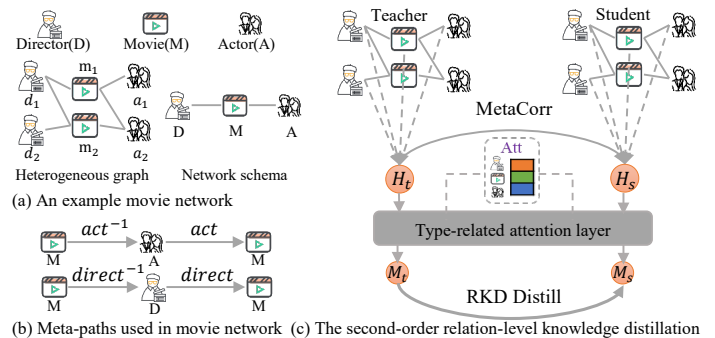 Director(D) Movie(M) Actor(A)
m₁
d₁ a₁
D M A
m₂
d₂ a₂
Heterogeneous graph Network schema
(a) An example movie network
act⁻¹ act
M A M
direct⁻¹ direct
M D M
(b) Meta-paths used in movie network
Teacher Student
MetaCorr
Att
Hₜ Hₛ
Type-related attention layer
Mₜ Mₛ
RKD Distill
(c) The second-order relation-level knowledge distillation